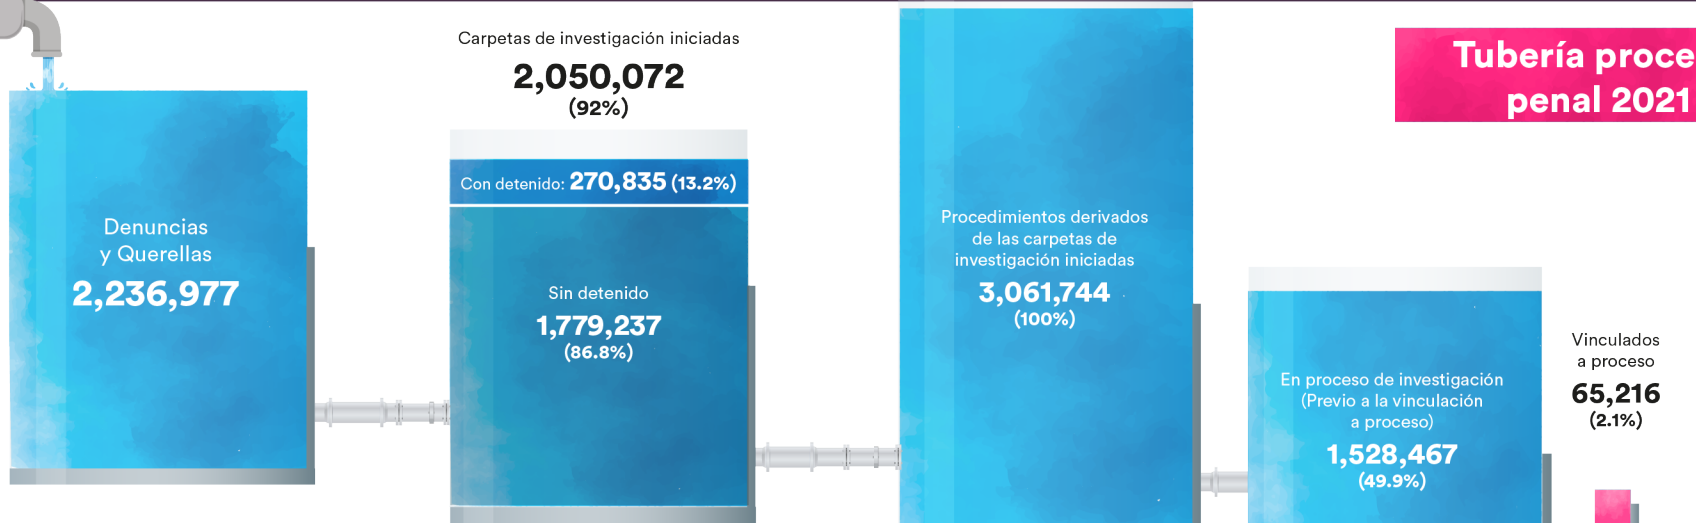 Denuncias
y Querellas
2,236,977
Carpetas de investigación iniciadas
2,050,072
(92%)
Con detenido: 270,835 (13.2%)
Sin detenido
1,779,237
(86.8%)
Procedimientos derivados
de las carpetas de
investigación iniciadas
3,061,744
(100%)
Tubería proce
penal 2021
En proceso de investigación
(Previo a la vinculación
a proceso)
1,528,467
(49.9%)
Vinculados
a proceso
65,216
(2.1%)